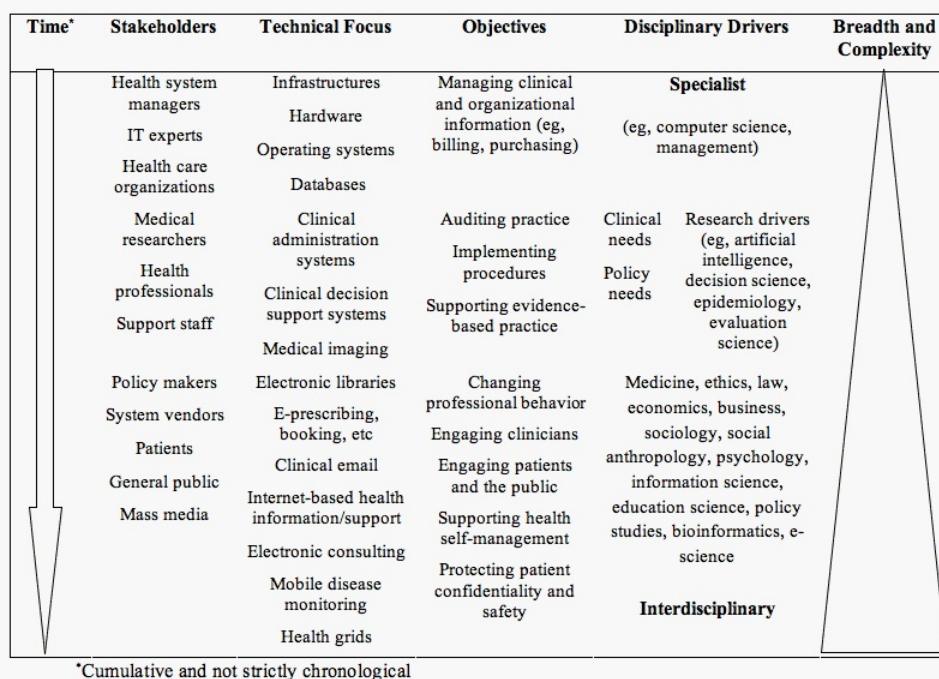 Time* Stakeholders Technical Focus Objectives Disciplinary Drivers Breadth and
Complexity
Health system
managers
IT experts
Health care
organizations
Medical
researchers
Health
professionals
Support staff
Policy makers
System vendors
Patients
General public
Mass media
Infrastructures
Hardware
Operating systems
Databases
Clinical
administration
systems
Clinical decision
support systems
Medical imaging
Electronic libraries
E-prescribing,
booking, etc
Clinical email
Internet-based health
information/support
Electronic consulting
Mobile disease
monitoring
Health grids
Managing clinical
and organizational
information (eg,
billing, purchasing)
Auditing practice
Implementing
procedures
Supporting evidence-
based practice
Changing
professional behavior
Engaging clinicians
Engaging patients
and the public
Supporting health
self-management
Protecting patient
confidentiality and
safety
Specialist
(eg, computer science,
management)
Clinical
needs
Policy
needs
Research drivers
(eg, artificial
intelligence,
decision science,
epidemiology,
evaluation
science)
Medicine, ethics, law,
economics, business,
sociology, social
anthropology, psychology,
information science,
education science, policy
studies, bioinformatics, e-
science
Interdisciplinary
*Cumulative and not strictly chronological